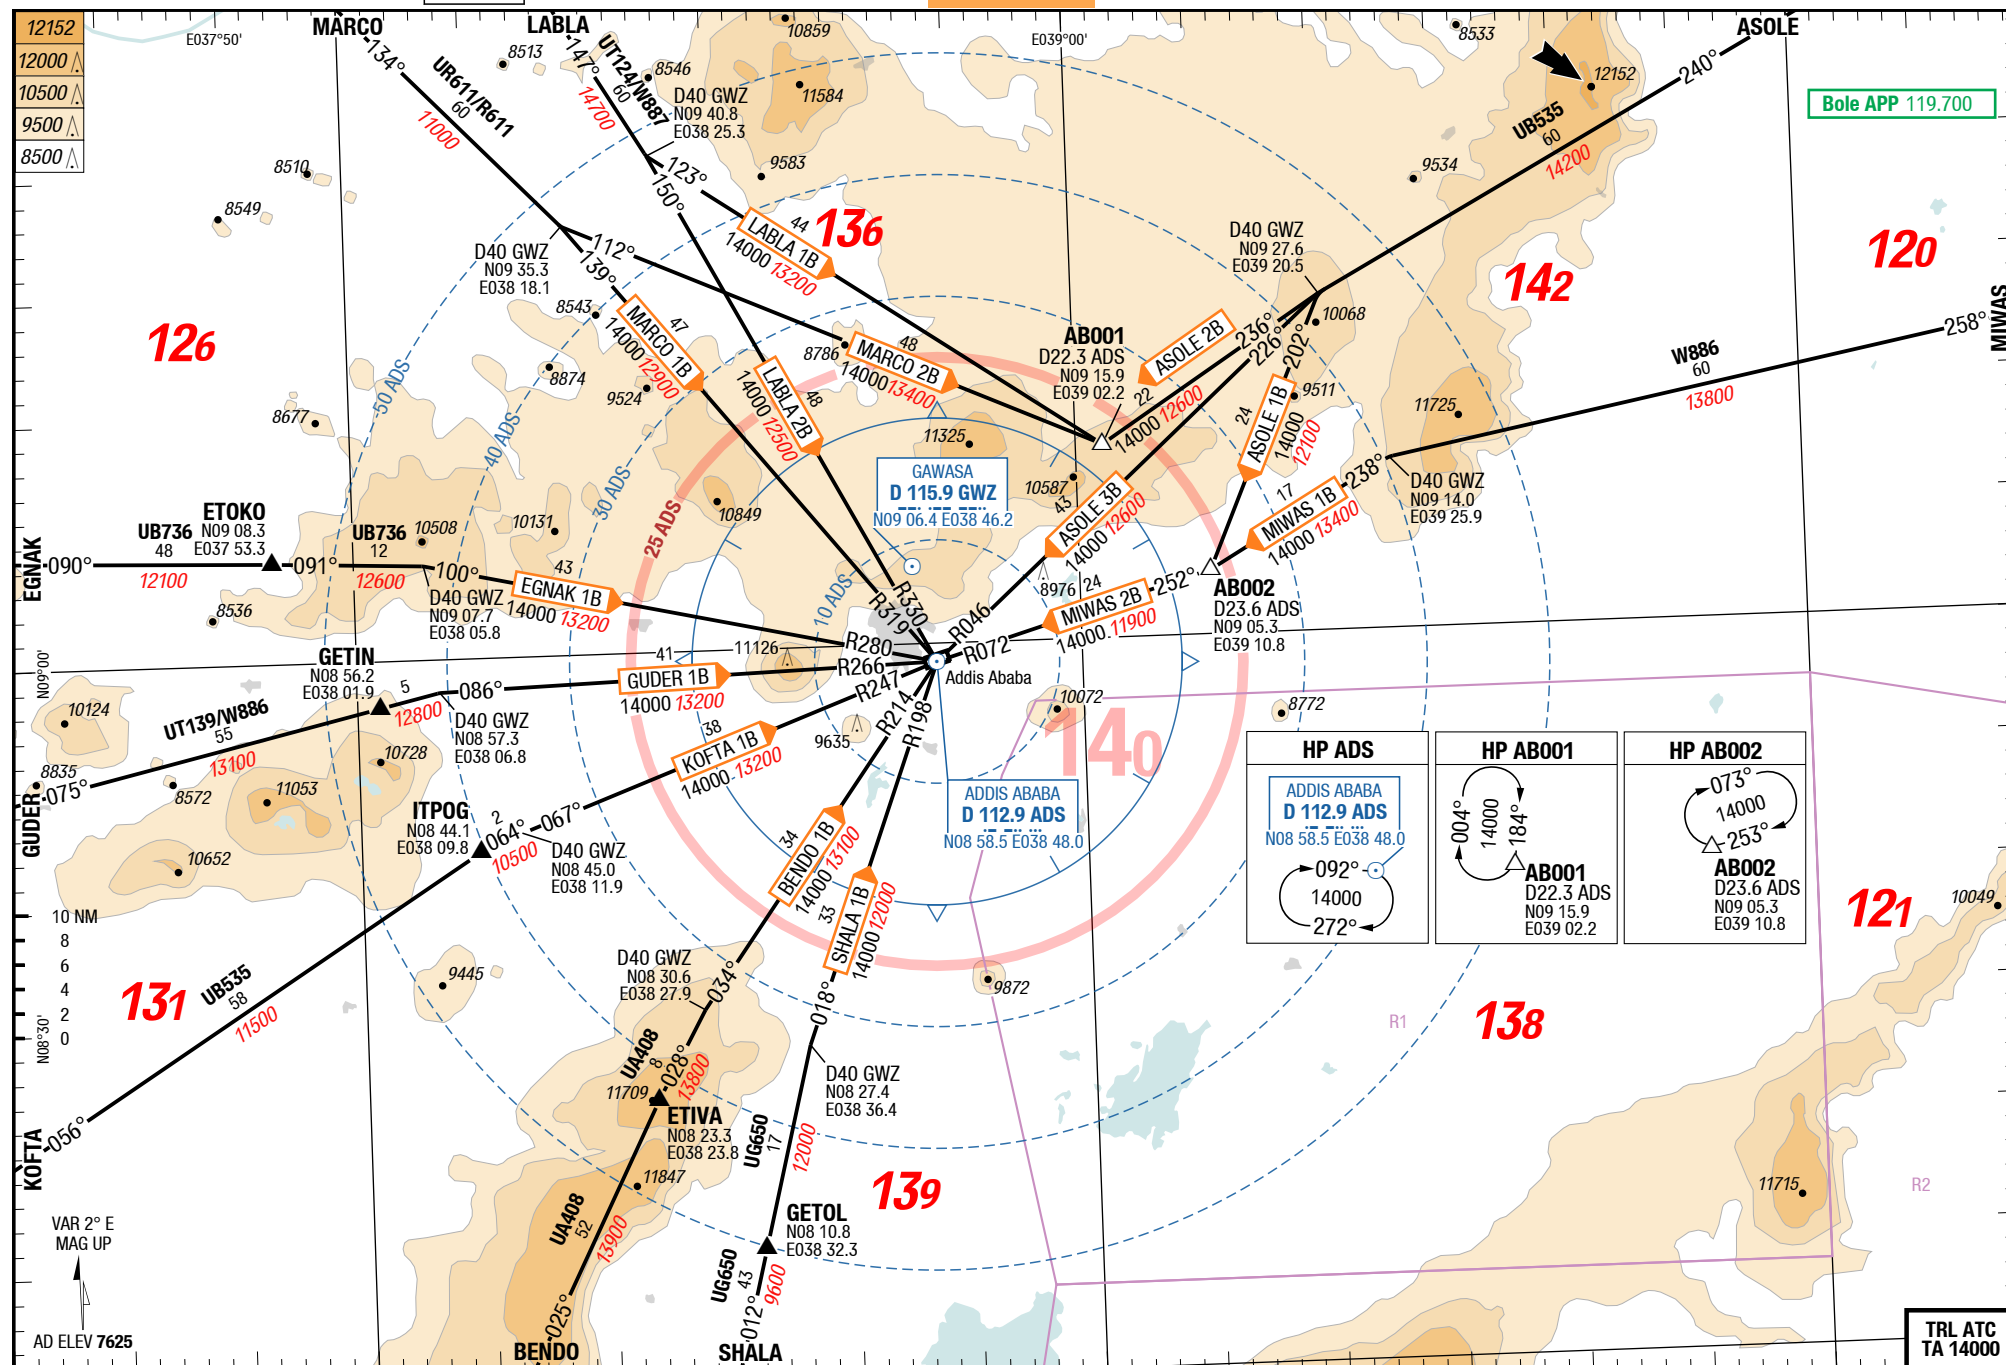 12152
12000
10500
9500
8500
E037°50'
MARCO
LABLA
E039°00'
ASOLE
134°
UR611/R611
60
11000
147°
UT124/W887
60
14700
8513
8546
10859
11584
8533
12152
240°
UB535
60
14200
Bole APP 119.700
D40 GWZ
N09 40.8
E038 25.3
8510
8549
9583
9534
123°
150°
136
LABLA 1B
44
14000 13200
D40 GWZ
N09 35.3
E038 18.1
112°
139°
D40 GWZ
N09 27.6
E039 20.5
142
120
126
8543
MARCO 1B
47
14000 12900
8786
MARCO 2B
48
14000 13400
AB001
D22.3 ADS
N09 15.9
E039 02.2
ASOLE 2B
236°
226°
202°
10068
22
14000 12600
W886
60
13800
258°
MIWAS
50 ADS
8874
9524
8677
LABLA 2B
48
14000 12500
ASOLE 1B
24
14000
12100
9511
11725
40 ADS
30 ADS
25 ADS
10 ADS
11325
GAWASA
D 115.9 GWZ
N09 06.4 E038 46.2
10587
ASOLE 3B
43
14000 12600
238°
17
MIWAS 1B
14000 13400
D40 GWZ
N09 14.0
E039 25.9
ETOKO
N09 08.3
E037 53.3
EGNAK
090°
UB736
48
12100
091°
UB736
12
12600
10508
10131
10849
100°
43
EGNAK 1B
14000 13200
D40 GWZ
N09 07.7
E038 05.8
8536
8976
24
MIWAS 2B
252°
14000 11900
AB002
D23.6 ADS
N09 05.3
E039 10.8
R319
R330
R046
R072
R280
R266
R247
R214
R198
Addis Ababa
N09°00'
GETIN
N08 56.2
E038 01.9
5
12800
086°
41
11126
GUDER 1B
14000 13200
D40 GWZ
N08 57.3
E038 06.8
10124
UT139/W886
55
13100
8835
075°
GUDER
8572
11053
10728
10652
38
KOFTA 1B
14000 13200
9635
10072
140
8772
ITPOG
N08 44.1
E038 09.8
2
064°
067°
10500
D40 GWZ
N08 45.0
E038 11.9
ADDIS ABABA
D 112.9 ADS
N08 58.5 E038 48.0
HP ADS
ADDIS ABABA
D 112.9 ADS
N08 58.5 E038 48.0
092°
14000
272°
HP AB001
004°
14000
184°
AB001
D22.3 ADS
N09 15.9
E039 02.2
HP AB002
073°
14000
253°
AB002
D23.6 ADS
N09 05.3
E039 10.8
34
BENDO 1B
14000 13100
33
SHALA 1B
14000 12000
10 NM
8
6
4
2
0
N08°30'
131
UB535
58
11500
9445
D40 GWZ
N08 30.6
E038 27.9
034°
018°
9872
121
10049
R1
138
UA408
8
028°
13800
11709
ETIVA
N08 23.3
E038 23.8
D40 GWZ
N08 27.4
E038 36.4
UG650
17
12000
056°
KOFTA
11847
139
11715
R2
UA408
52
13900
GETOL
N08 10.8
E038 32.3
UG650
43
9600
VAR 2° E
MAG UP
AD ELEV 7625
025°
BENDO
012°
SHALA
TRL ATC
TA 14000